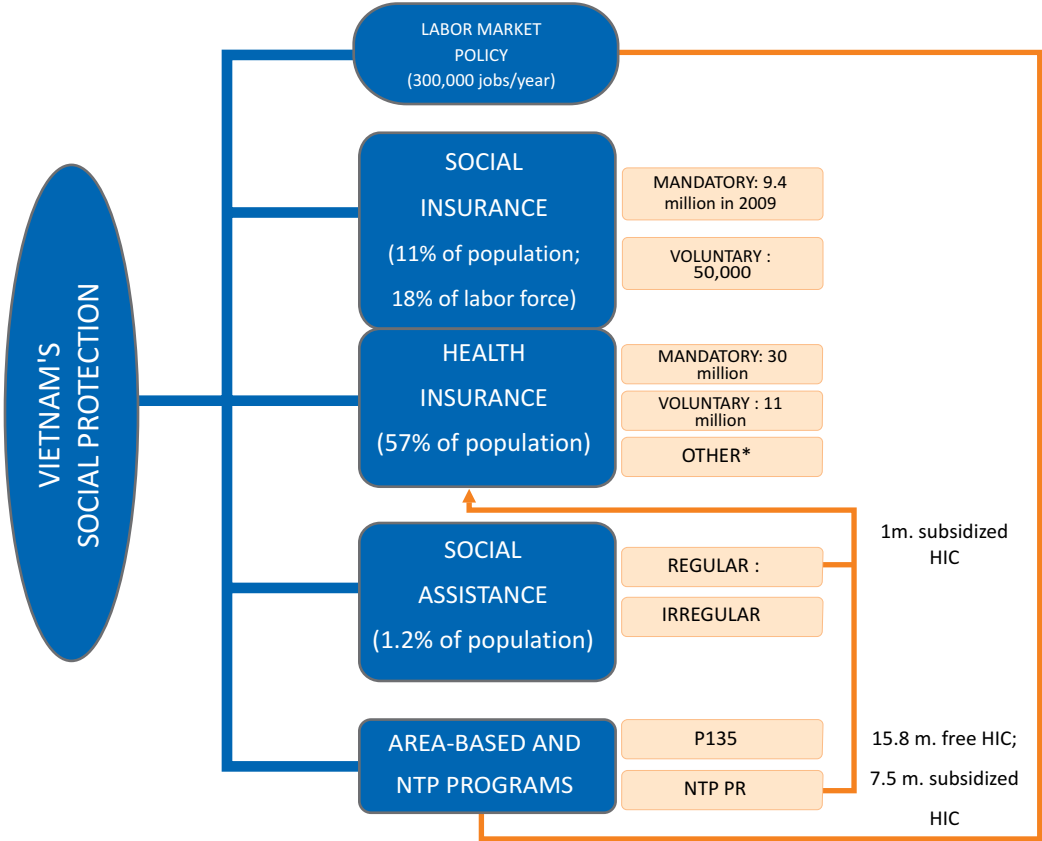 VIETNAM'S
SOCIAL PROTECTION
LABOR MARKET
POLICY
(300,000 jobs/year)
SOCIAL
INSURANCE
(11% of population;
18% of labor force)
MANDATORY: 9.4
million in 2009
VOLUNTARY :
50,000
HEALTH
INSURANCE
(57% of population)
MANDATORY: 30
million
VOLUNTARY : 11
million
OTHER*
SOCIAL
ASSISTANCE
(1.2% of population)
REGULAR :
IRREGULAR
1m. subsidized
HIC
AREA-BASED AND
NTP PROGRAMS
P135
NTP PR
15.8 m. free HIC;
7.5 m. subsidized
HIC